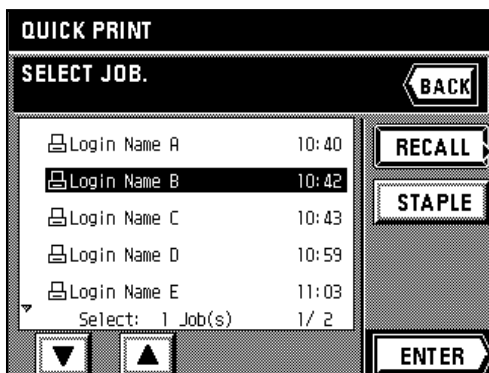 QUICK PRINT
SELECT JOB.
BACK
Login Name A 10:40
Login Name B 10:42
Login Name C 10:43
Login Name D 10:59
Login Name E 11:03
Select: 1 Job(s) 1/ 2
RECALL
STAPLE
ENTER